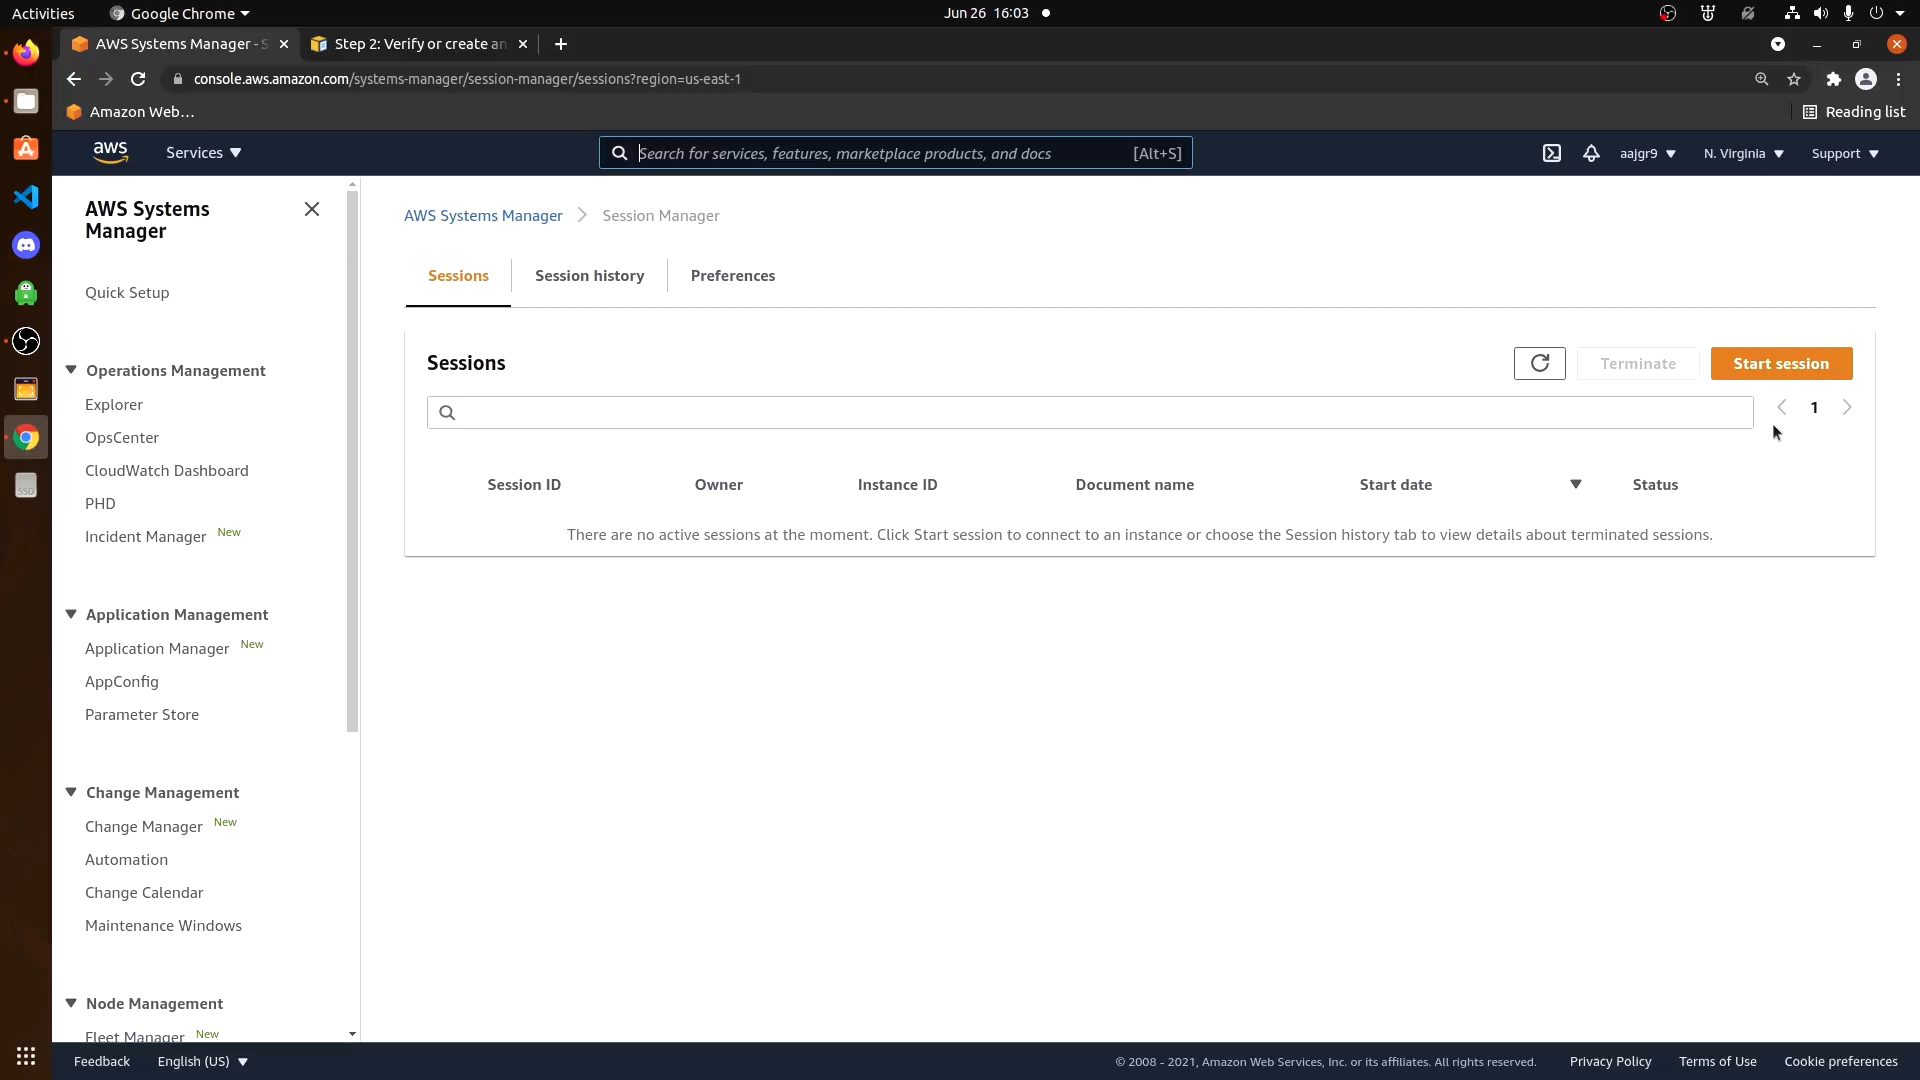 Activities
Google Chrome
Jun 26 16:03
AWS Systems Manager - S
Step 2: Verify or create an
console.aws.amazon.com/systems-manager/session-manager/sessions?region=us-east-1
Amazon Web…
Reading list
aws
Services
Search for services, features, marketplace products, and docs
[Alt+S]
aajgr9
N. Virginia
Support
AWS Systems
Manager
Quick Setup
Operations Management
Explorer
OpsCenter
CloudWatch Dashboard
PHD
Incident Manager New
Application Management
Application Manager New
AppConfig
Parameter Store
Change Management
Change Manager New
Automation
Change Calendar
Maintenance Windows
Node Management
Fleet Manager New
AWS Systems Manager
Session Manager
Sessions
Session history
Preferences
Sessions
Terminate
Start session
1
Session ID
Owner
Instance ID
Document name
Start date
Status
There are no active sessions at the moment. Click Start session to connect to an instance or choose the Session history tab to view details about terminated sessions.
SSD
Feedback
English (US)
© 2008 - 2021, Amazon Web Services, Inc. or its affiliates. All rights reserved.
Privacy Policy
Terms of Use
Cookie preferences